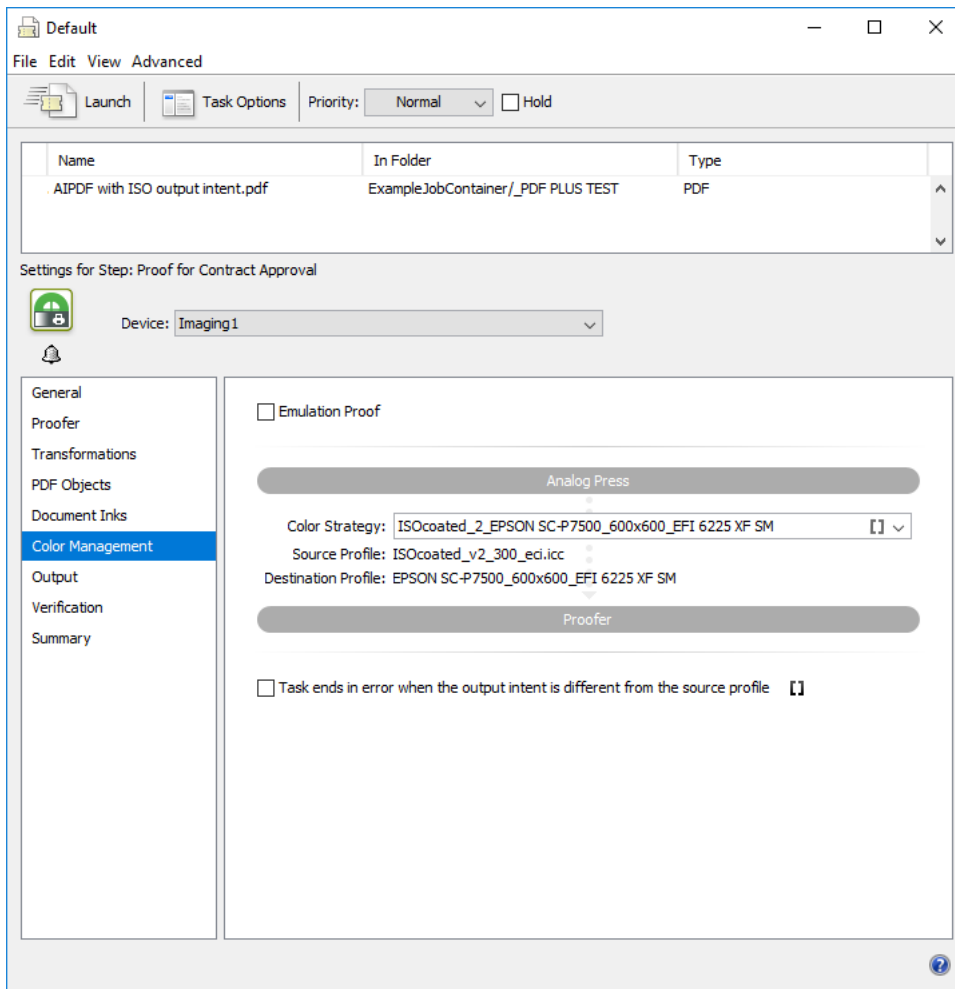 Default
File Edit View Advanced
Launch Task Options Priority: Normal Hold
Name In Folder Type
AIPDF with ISO output intent.pdf ExampleJobContainer/_PDF PLUS TEST PDF
Settings for Step: Proof for Contract Approval
Device: Imaging1
General
Proofer
Transformations
PDF Objects
Document Inks
Color Management
Output
Verification
Summary
Emulation Proof
Analog Press
Color Strategy: ISOcoated_2_EPSON SC-P7500_600x600_EFI 6225 XF SM []
Source Profile: ISOcoated_v2_300_eci.icc
Destination Profile: EPSON SC-P7500_600x600_EFI 6225 XF SM
Proofer
Task ends in error when the output intent is different from the source profile []
?